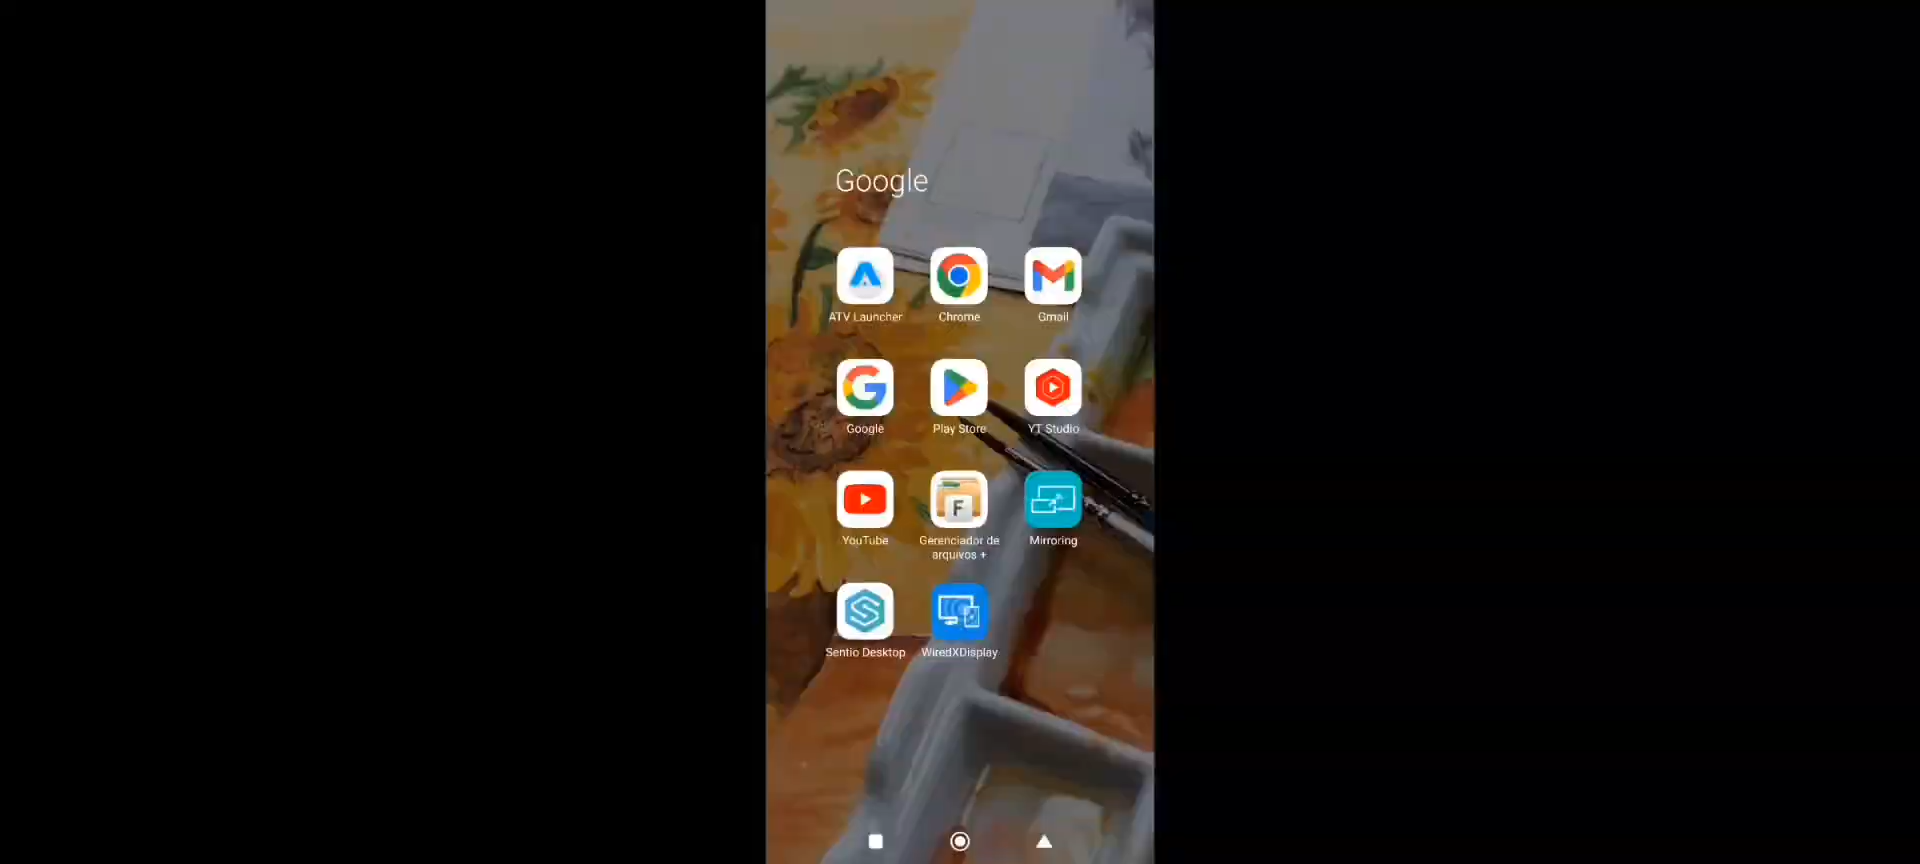 Google
ATV Launcher
Chrome
Gmail
Google
Play Store
YT Studio
YouTube
Gerenciador de
arquivos +
Mirroring
Sentio Desktop
WiredXDisplay